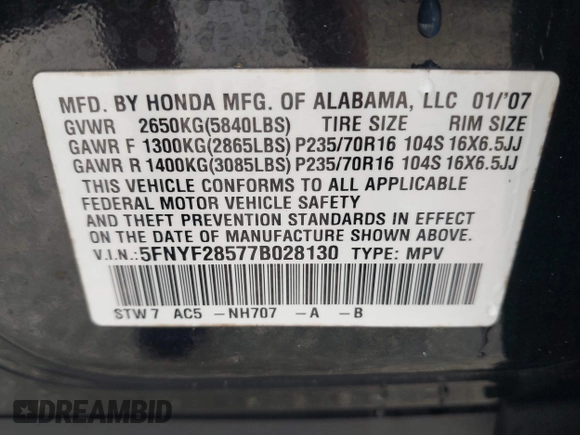 MFD. BY HONDA MFG. OF ALABAMA, LLC 01/'07
GVWR 2650KG(5840LBS) TIRE SIZE RIM SIZE
GAWR F 1300KG(2865LBS) P235/70R16 104S 16X6.5JJ
GAWR R 1400KG(3085LBS) P235/70R16 104S 16X6.5JJ
THIS VEHICLE CONFORMS TO ALL APPLICABLE
FEDERAL MOTOR VEHICLE SAFETY
AND THEFT PREVENTION STANDARDS IN EFFECT
ON THE DATE OF MANUFACTURE SHOWN ABOVE.
V.I.N.: 5FNYF28577B028130 TYPE: MPV
STW7 AC5 -NH707 -A -B
DREAMBID